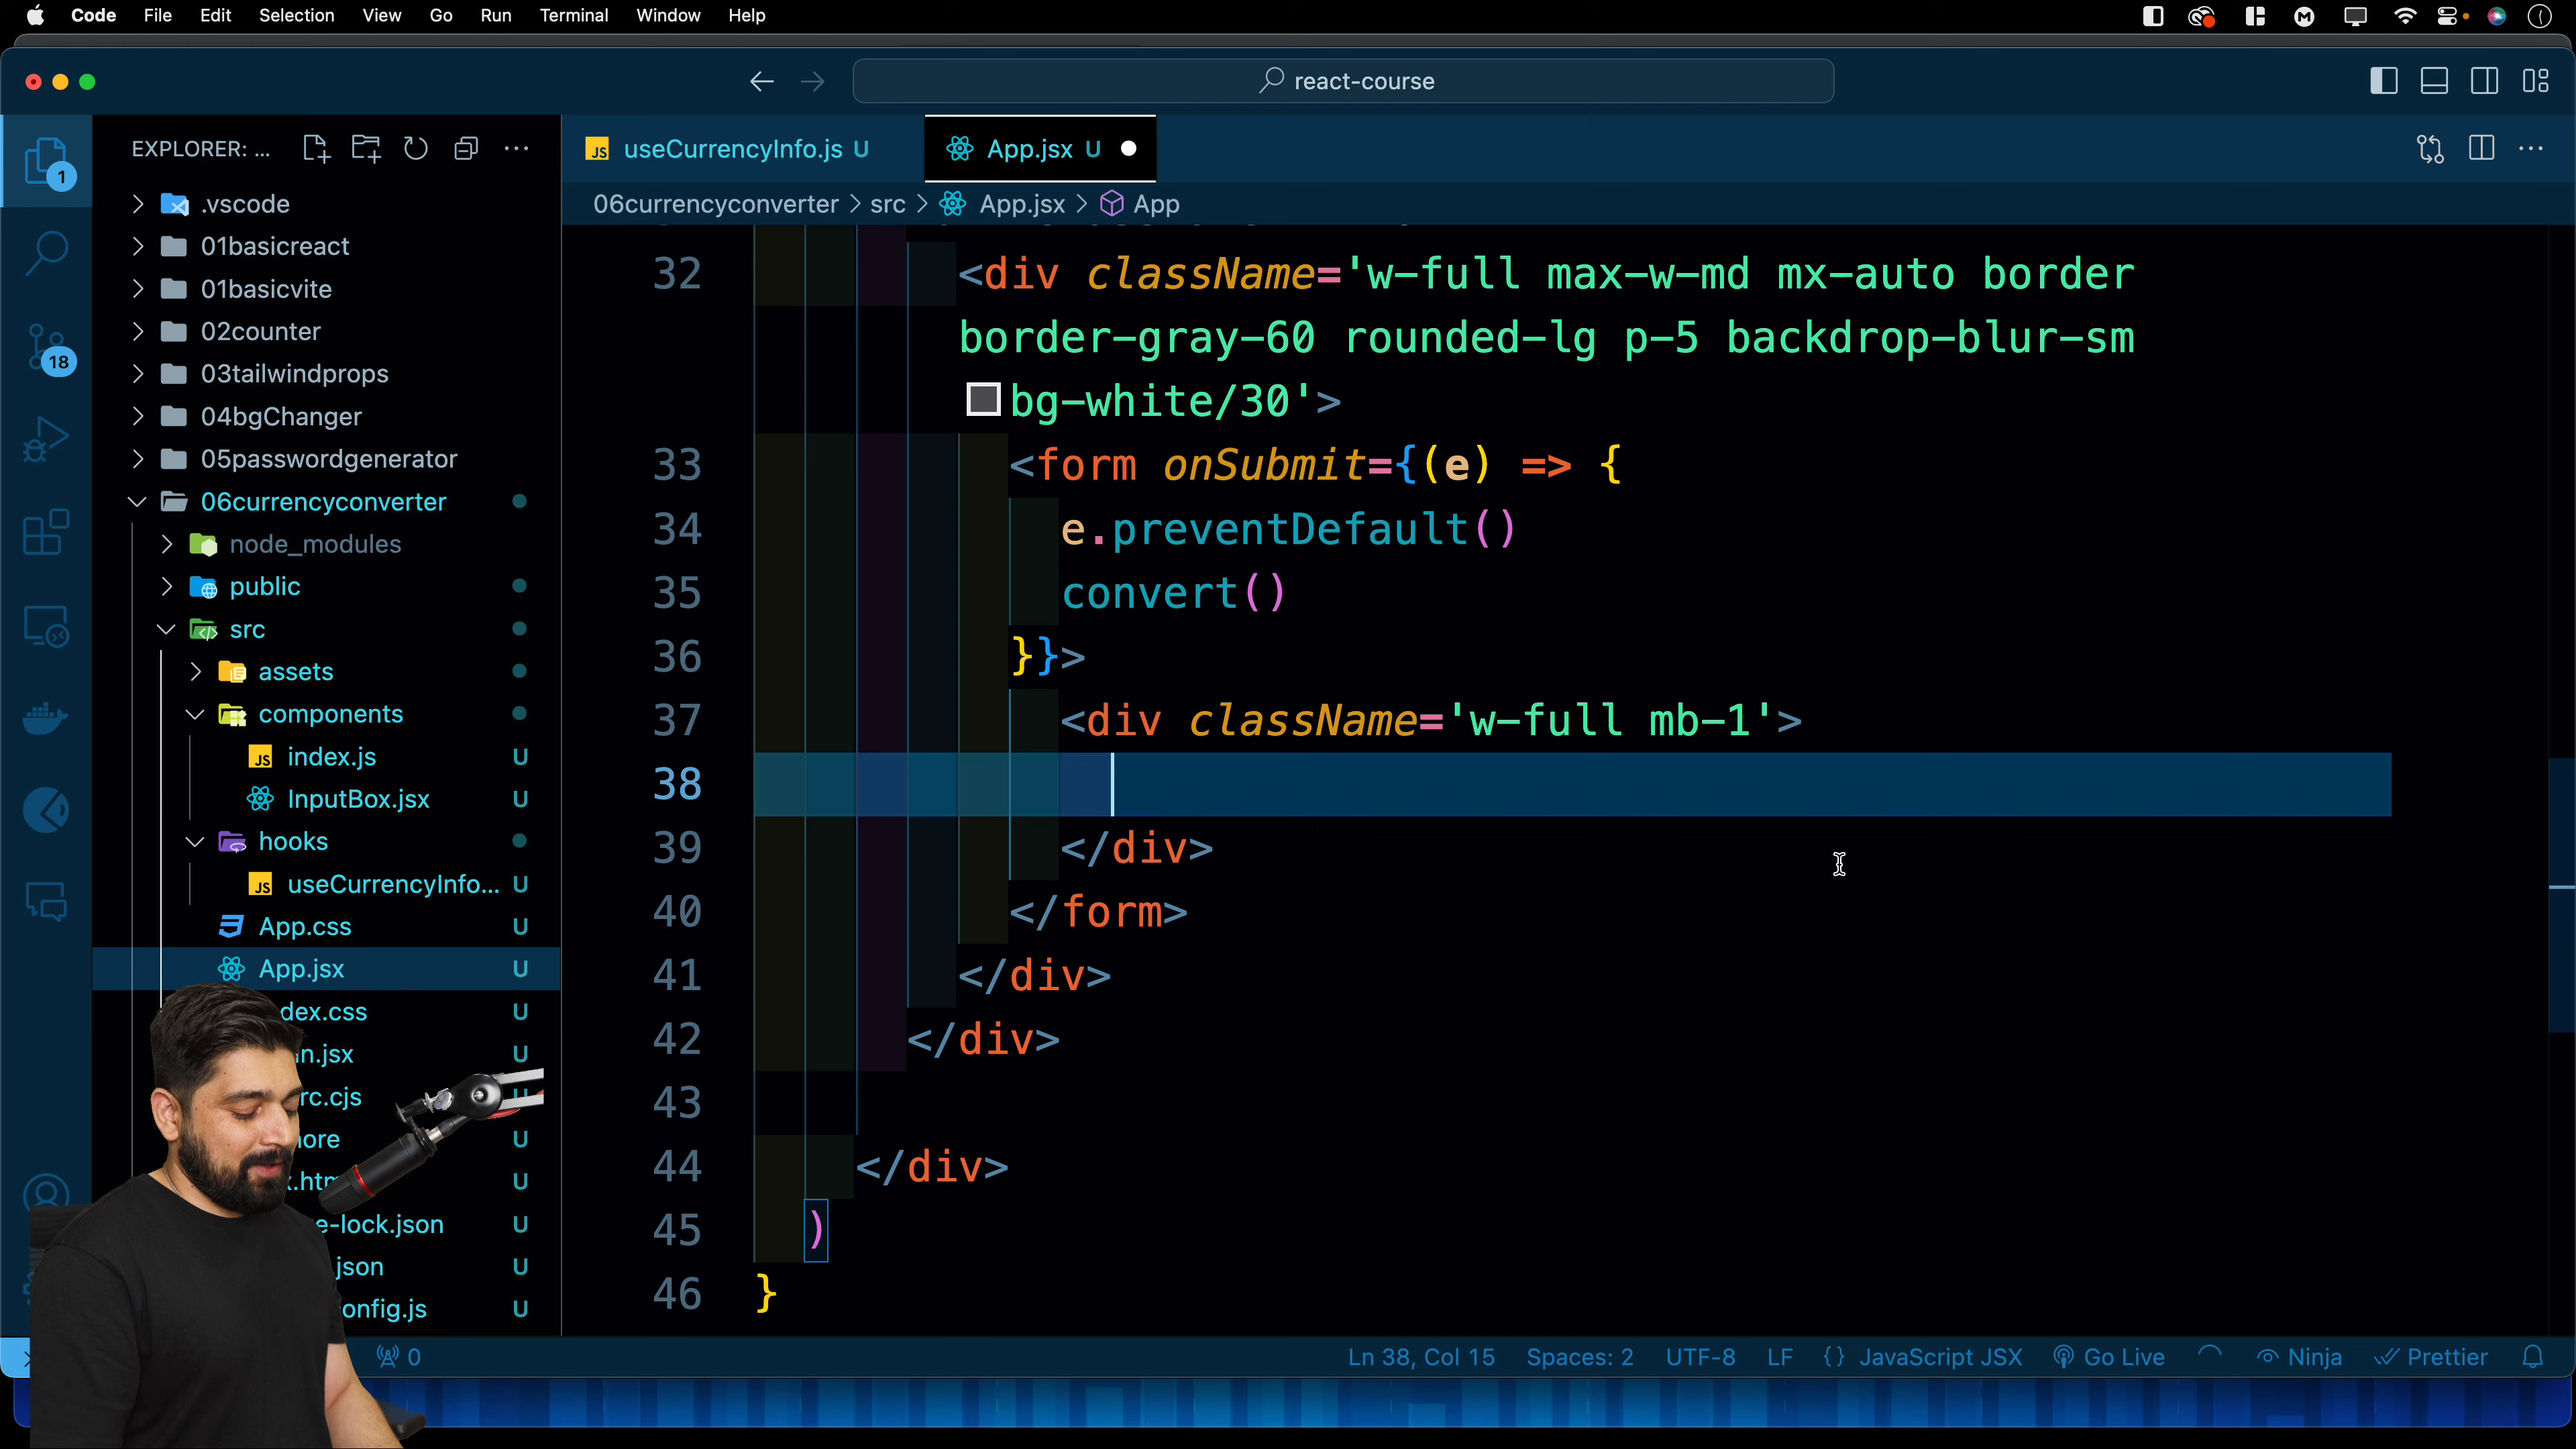 Code File Edit Selection View Go Run Terminal Window Help
react-course
EXPLORER: ...
JS useCurrencyInfo.js U
App.jsx U
06currencyconverter > src > App.jsx > App
1
18
.vscode
01basicreact
01basicvite
02counter
03tailwindprops
04bgChanger
05passwordgenerator
06currencyconverter
node_modules
public
src
assets
components
JS index.js U
InputBox.jsx U
hooks
JS useCurrencyInfo... U
App.css U
App.jsx U
dex.css U
n.jsx U
rc.cjs U
ore U
x.htm U
e-lock.json U
json U
onfig.js U
32 <div className='w-full max-w-md mx-auto border
border-gray-60 rounded-lg p-5 backdrop-blur-sm
bg-white/30'>
33 <form onSubmit={(e) => {
34 e.preventDefault()
35 convert()
36 }}>
37 <div className='w-full mb-1'>
38
39 </div>
40 </form>
41 </div>
42 </div>
43
44 </div>
45 )
46 }
0 Ln 38, Col 15 Spaces: 2 UTF-8 LF {} JavaScript JSX Go Live Ninja Prettier